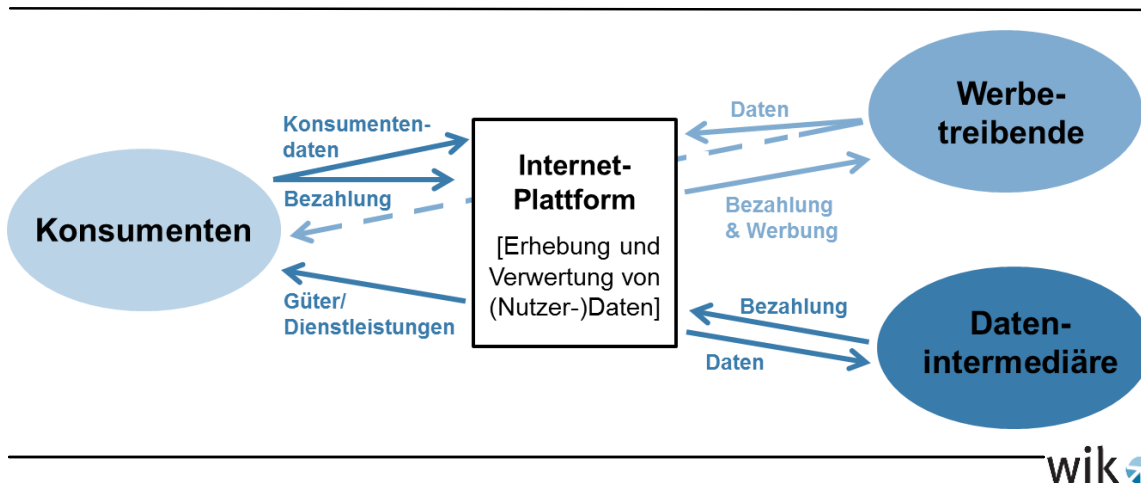 Konsumenten
Konsumenten-
daten
Bezahlung
Güter/
Dienstleistungen
Internet-
Plattform
[Erhebung und
Verwertung von
(Nutzer-)Daten]
Daten
Bezahlung
& Werbung
Werbe-
treibende
Bezahlung
Daten
Daten-
intermediäre
wik